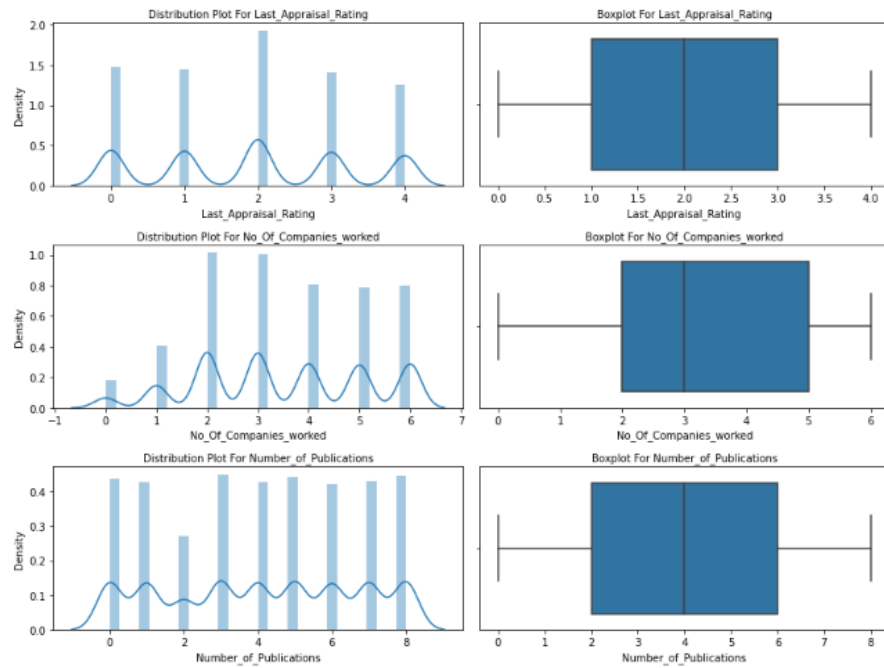 Distribution Plot For Last_Appraisal_Rating
Boxplot For Last_Appraisal_Rating
2.0
1.5
1.0
0.5
0.0
Density
0 1 2 3 4
Last_Appraisal_Rating
0.0 0.5 1.0 1.5 2.0 2.5 3.0 3.5 4.0
Last_Appraisal_Rating
Distribution Plot For No_Of_Companies_worked
Boxplot For No_Of_Companies_worked
1.0
0.8
0.6
0.4
0.2
0.0
Density
−1 0 1 2 3 4 5 6 7
No_Of_Companies_worked
0 1 2 3 4 5 6
No_Of_Companies_worked
Distribution Plot For Number_of_Publications
Boxplot For Number_of_Publications
0.4
0.3
0.2
0.1
0.0
Density
0 2 4 6 8
Number_of_Publications
0 1 2 3 4 5 6 7 8
Number_of_Publications